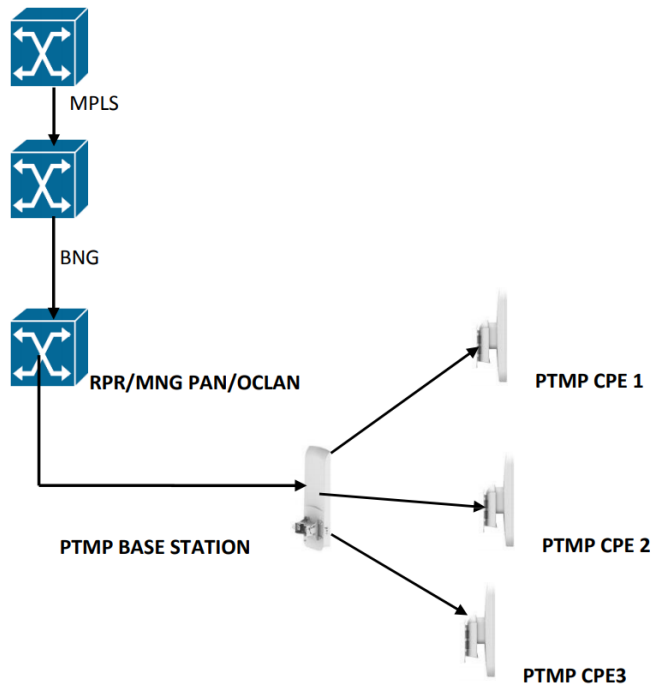 MPLS
BNG
RPR/MNG PAN/OCLAN
PTMP CPE 1
PTMP BASE STATION
PTMP CPE 2
PTMP CPE3